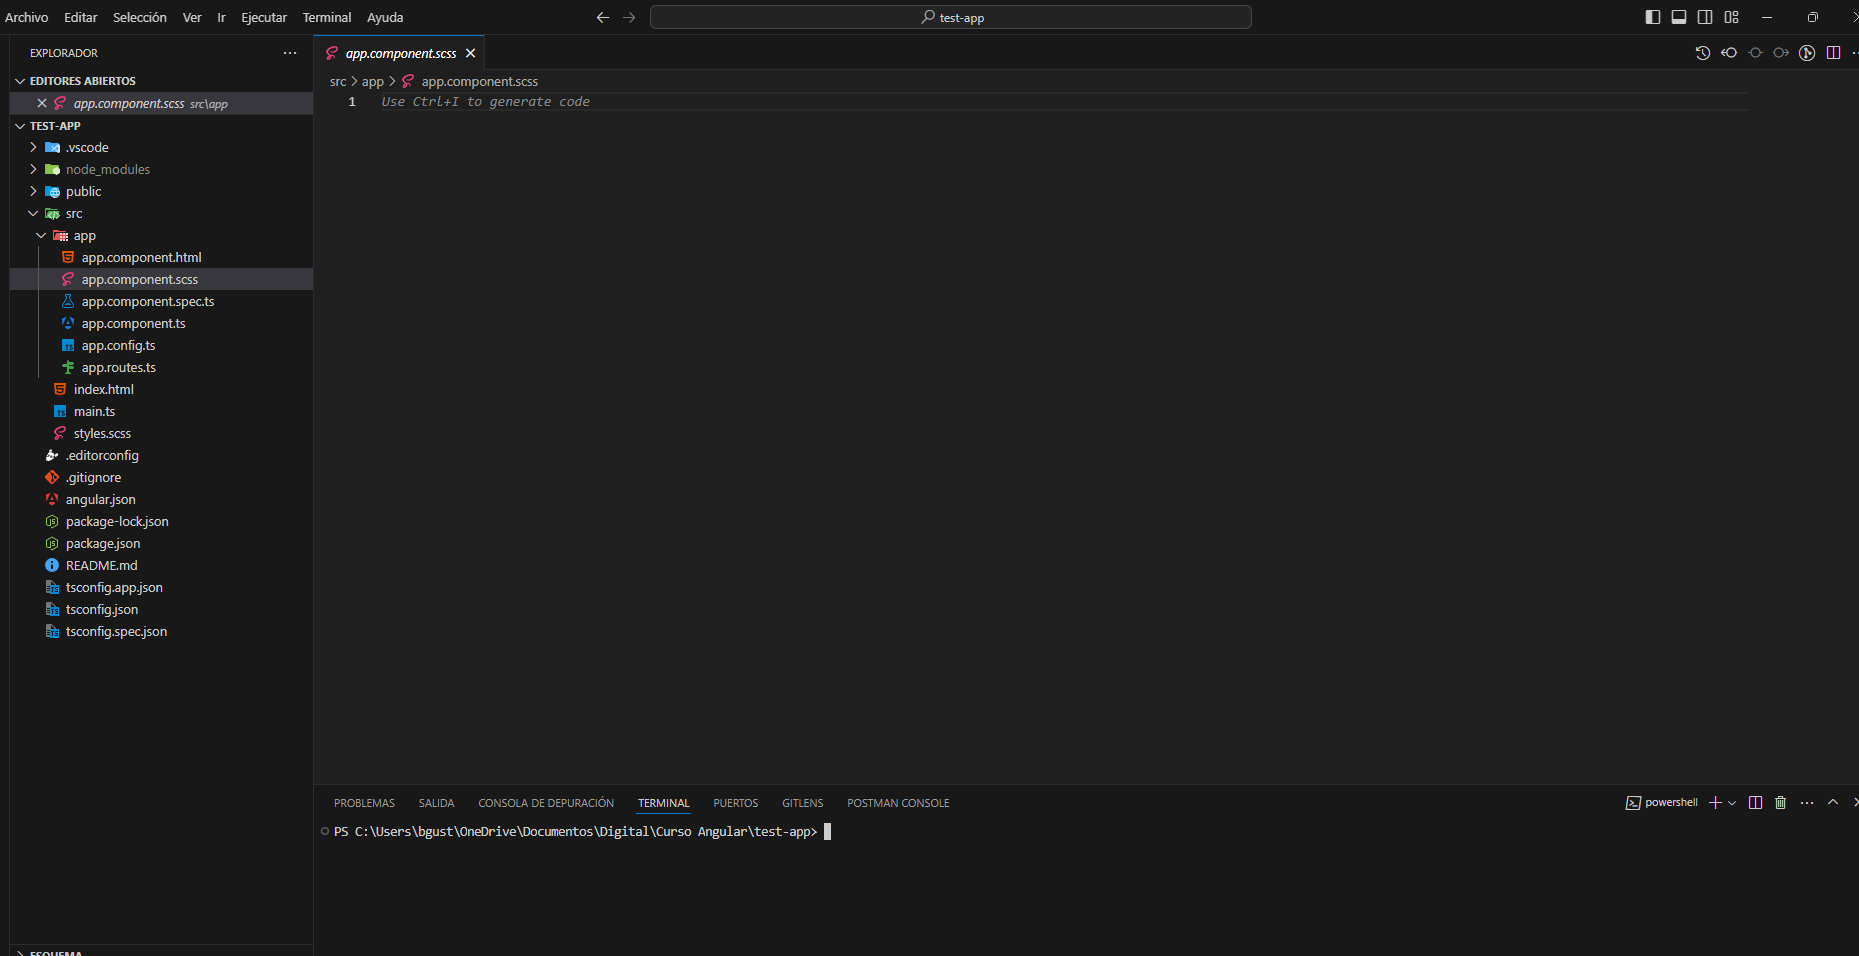 Archivo Editar Selección Ver Ir Ejecutar Terminal Ayuda
test-app
EXPLORADOR
EDITORES ABIERTOS
app.component.scss src\app
TEST-APP
.vscode
node_modules
public
src
app
app.component.html
app.component.scss
app.component.spec.ts
app.component.ts
app.config.ts
app.routes.ts
index.html
main.ts
styles.scss
.editorconfig
.gitignore
angular.json
package-lock.json
package.json
README.md
tsconfig.app.json
tsconfig.json
tsconfig.spec.json
ESQUEMA
app.component.scss
src > app > app.component.scss
1 Use Ctrl+I to generate code
PROBLEMAS SALIDA CONSOLA DE DEPURACIÓN TERMINAL PUERTOS GITLENS POSTMAN CONSOLE
powershell
PS C:\Users\bgust\OneDrive\Documentos\Digital\Curso Angular\test-app>